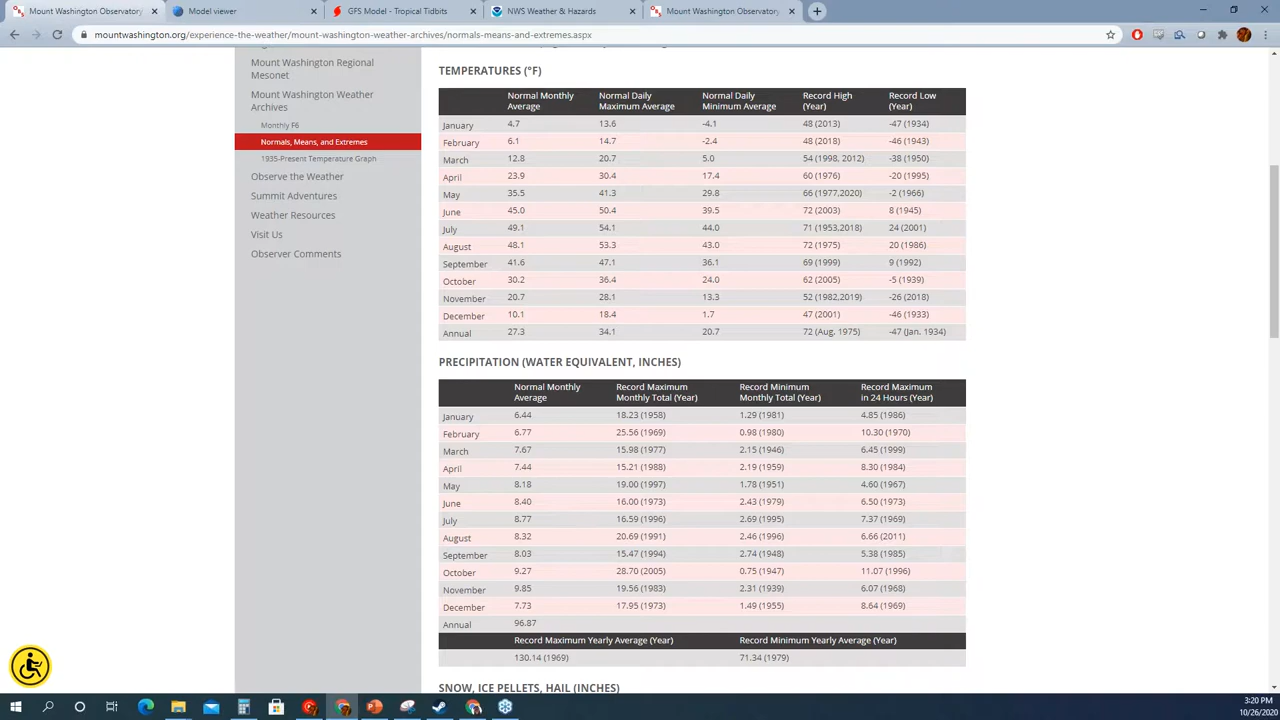 Mount Washington Observatory
Model viewer
GFS Model - Tropical Tidbits
NWS Weather & Hazards
Mount Washington Observatory
mountwashington.org/experience-the-weather/mount-washington-weather-archives/normals-means-and-extremes.aspx
Mount Washington Regional
Mesonet
Mount Washington Weather
Archives
Monthly F6
Normals, Means, and Extremes
1935-Present Temperature Graph
Observe the Weather
Summit Adventures
Weather Resources
Visit Us
Observer Comments
TEMPERATURES (°F)
Normal Monthly Average Normal Daily Maximum Average Normal Daily Minimum Average Record High (Year) Record Low (Year)
January 4.7 13.6 -4.1 48 (2013) -47 (1934)
February 6.1 14.7 -2.4 48 (2018) -46 (1943)
March 12.8 20.7 5.0 54 (1998, 2012) -38 (1950)
April 23.9 30.4 17.4 60 (1976) -20 (1995)
May 35.5 41.3 29.8 66 (1977,2020) -2 (1966)
June 45.0 50.4 39.5 72 (2003) 8 (1945)
July 49.1 54.1 44.0 71 (1953,2018) 24 (2001)
August 48.1 53.3 43.0 72 (1975) 20 (1986)
September 41.6 47.1 36.1 69 (1999) 9 (1992)
October 30.2 36.4 24.0 62 (2005) -5 (1939)
November 20.7 28.1 13.3 52 (1982,2019) -26 (2018)
December 10.1 18.4 1.7 47 (2001) -46 (1933)
Annual 27.3 34.1 20.7 72 (Aug. 1975) -47 (Jan. 1934)
PRECIPITATION (WATER EQUIVALENT, INCHES)
Normal Monthly Average Record Maximum Monthly Total (Year) Record Minimum Monthly Total (Year) Record Maximum in 24 Hours (Year)
January 6.44 18.23 (1958) 1.29 (1981) 4.85 (1986)
February 6.77 25.56 (1969) 0.98 (1980) 10.30 (1970)
March 7.67 15.98 (1977) 2.15 (1946) 6.45 (1999)
April 7.44 15.21 (1988) 2.19 (1959) 8.30 (1984)
May 8.18 19.00 (1997) 1.78 (1951) 4.60 (1967)
June 8.40 16.00 (1973) 2.43 (1979) 6.50 (1973)
July 8.77 16.59 (1996) 2.69 (1995) 7.37 (1969)
August 8.32 20.69 (1991) 2.46 (1996) 6.66 (2011)
September 8.03 15.47 (1994) 2.74 (1948) 5.38 (1985)
October 9.27 28.70 (2005) 0.75 (1947) 11.07 (1996)
November 9.85 19.56 (1983) 2.31 (1939) 6.07 (1968)
December 7.73 17.95 (1973) 1.49 (1955) 8.64 (1969)
Annual 96.87
Record Maximum Yearly Average (Year) Record Minimum Yearly Average (Year)
130.14 (1969) 71.34 (1979)
SNOW, ICE PELLETS, HAIL (INCHES)
3:20 PM
10/26/2020